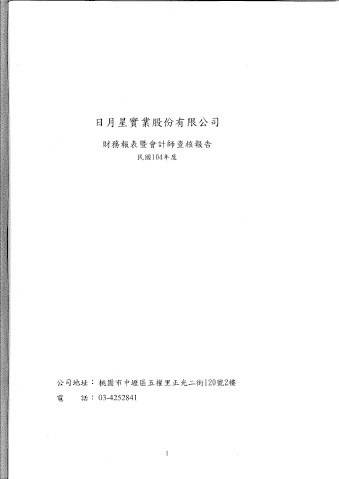 日月星實業股份有限公司
財務報表暨會計師查核報告
民國104年度
公司地址：桃園市中壢區五權里正光二街120號2樓
電　　話：03-4252841
1